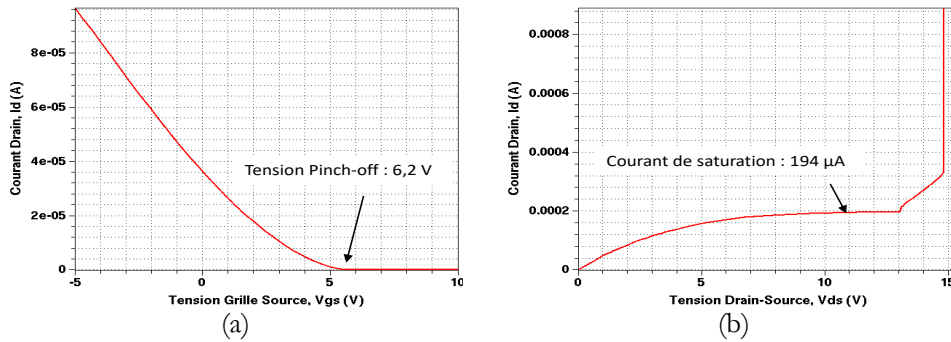 8e-05
6e-05
4e-05
2e-05
0
Courant Drain, Id (A)
Tension Pinch-off : 6,2 V
-5
0
5
10
Tension Grille Source, Vgs (V)
(a)
0.0008
0.0006
0.0004
0.0002
0
Courant Drain, Id (A)
Courant de saturation : 194 µA
0
5
10
15
Tension Drain-Source, Vds (V)
(b)